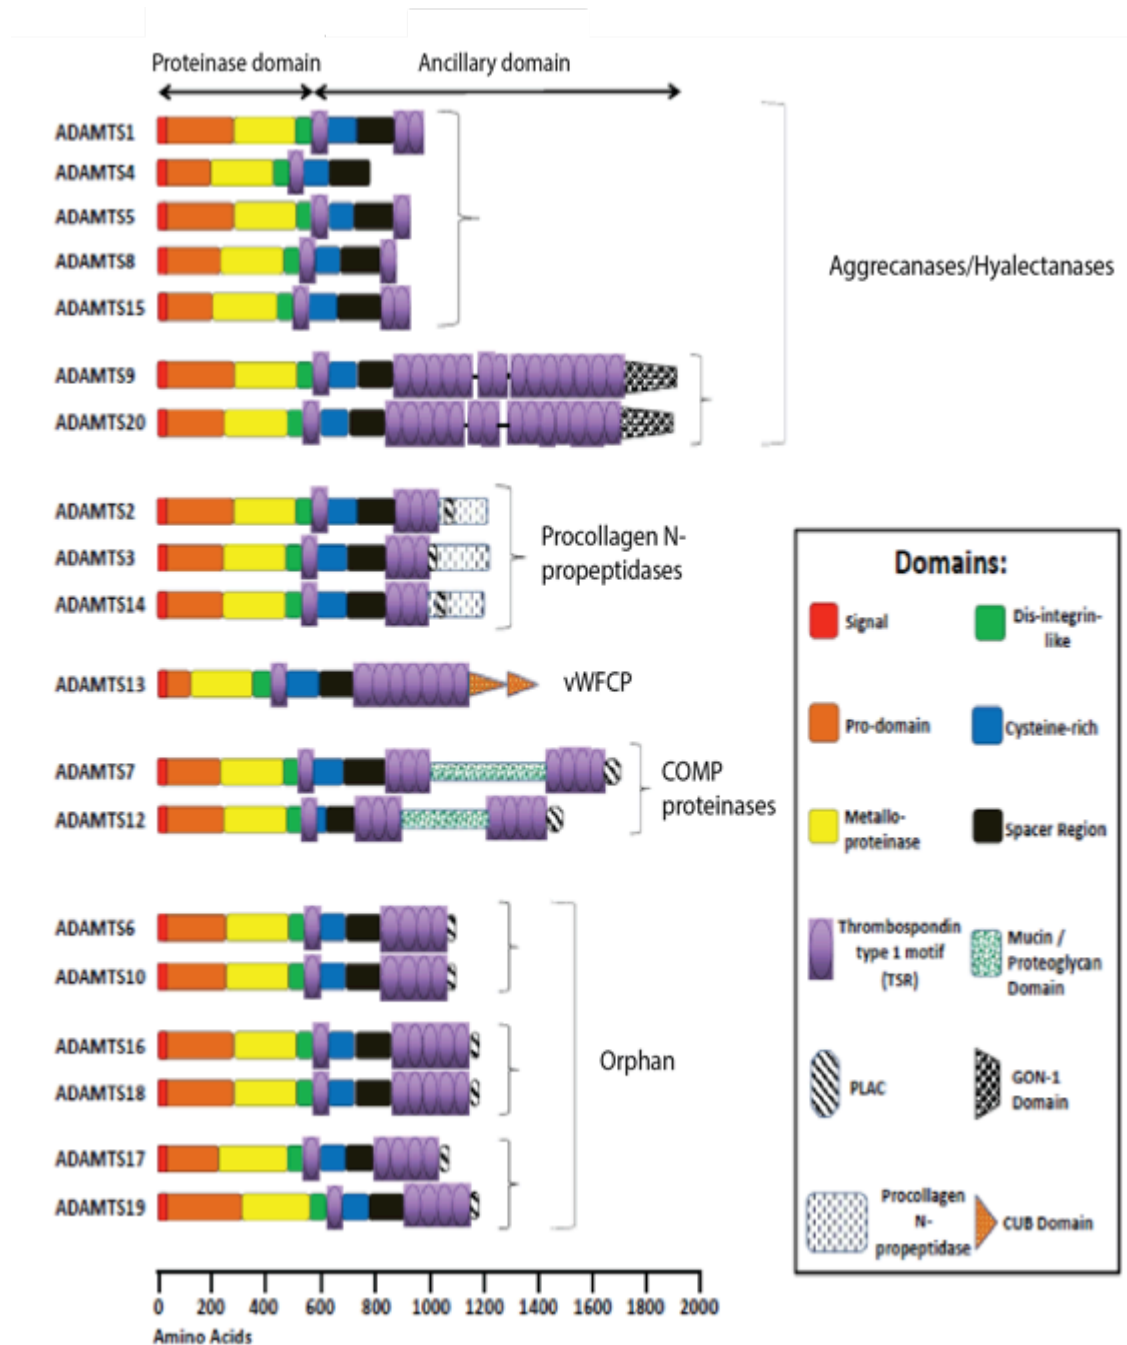 Proteinase domain
Ancillary domain
ADAMTS1
ADAMTS4
ADAMTS5
ADAMTS8
ADAMTS15
Aggrecanases/Hyalectanases
ADAMTS9
ADAMTS20
ADAMTS2
ADAMTS3
ADAMTS14
Procollagen N-
propeptidases
ADAMTS13
vWFCP
ADAMTS7
ADAMTS12
COMP
proteinases
ADAMTS6
ADAMTS10
ADAMTS16
ADAMTS18
Orphan
ADAMTS17
ADAMTS19
0 200 400 600 800 1000 1200 1400 1600 1800 2000
Amino Acids
Domains:
Signal
Dis-integrin-
like
Pro-domain
Cysteine-rich
Metallo-
proteinase
Spacer Region
Thrombospondin
type 1 motif
(TSR)
Mucin /
Proteoglycan
Domain
PLAC
GON-1
Domain
Procollagen
N-
propeptidase
CUB Domain